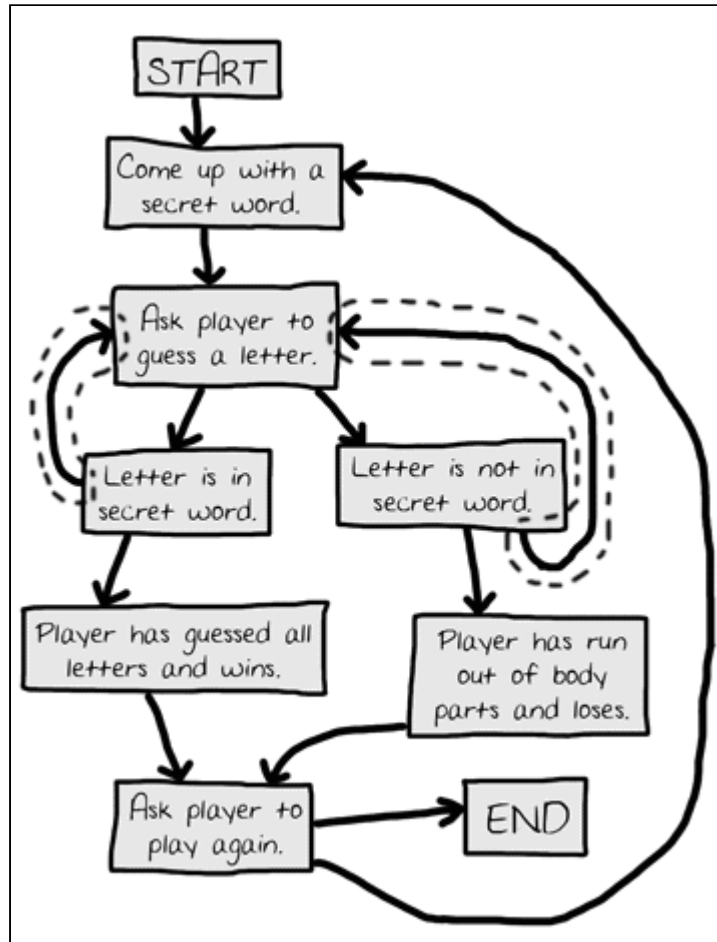 START
Come up with a
secret word.
Ask player to
guess a letter.
Letter is in
secret word.
Letter is not in
secret word.
Player has guessed all
letters and wins.
Player has run
out of body
parts and loses.
Ask player to
play again.
END